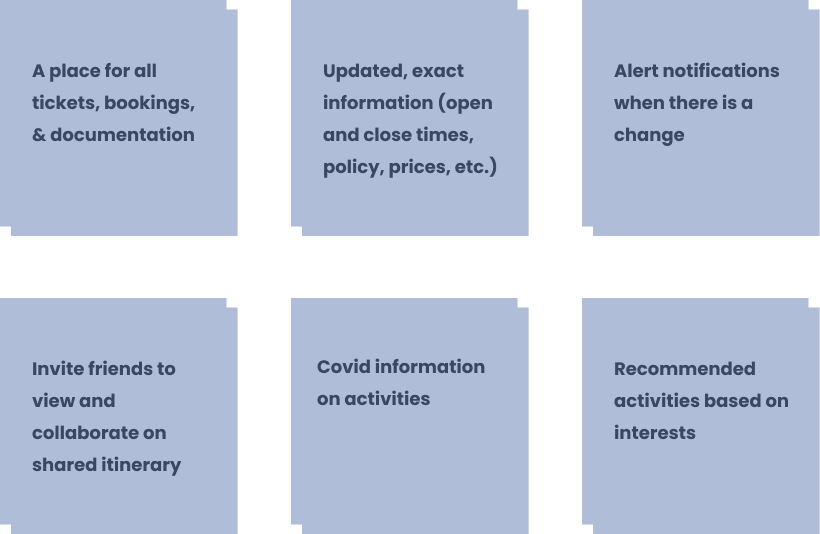 A place for all
tickets, bookings,
& documentation
Updated, exact
information (open
and close times,
policy, prices, etc.)
Alert notifications
when there is a
change
Invite friends to
view and
collaborate on
shared itinerary
Covid information
on activities
Recommended
activities based on
interests